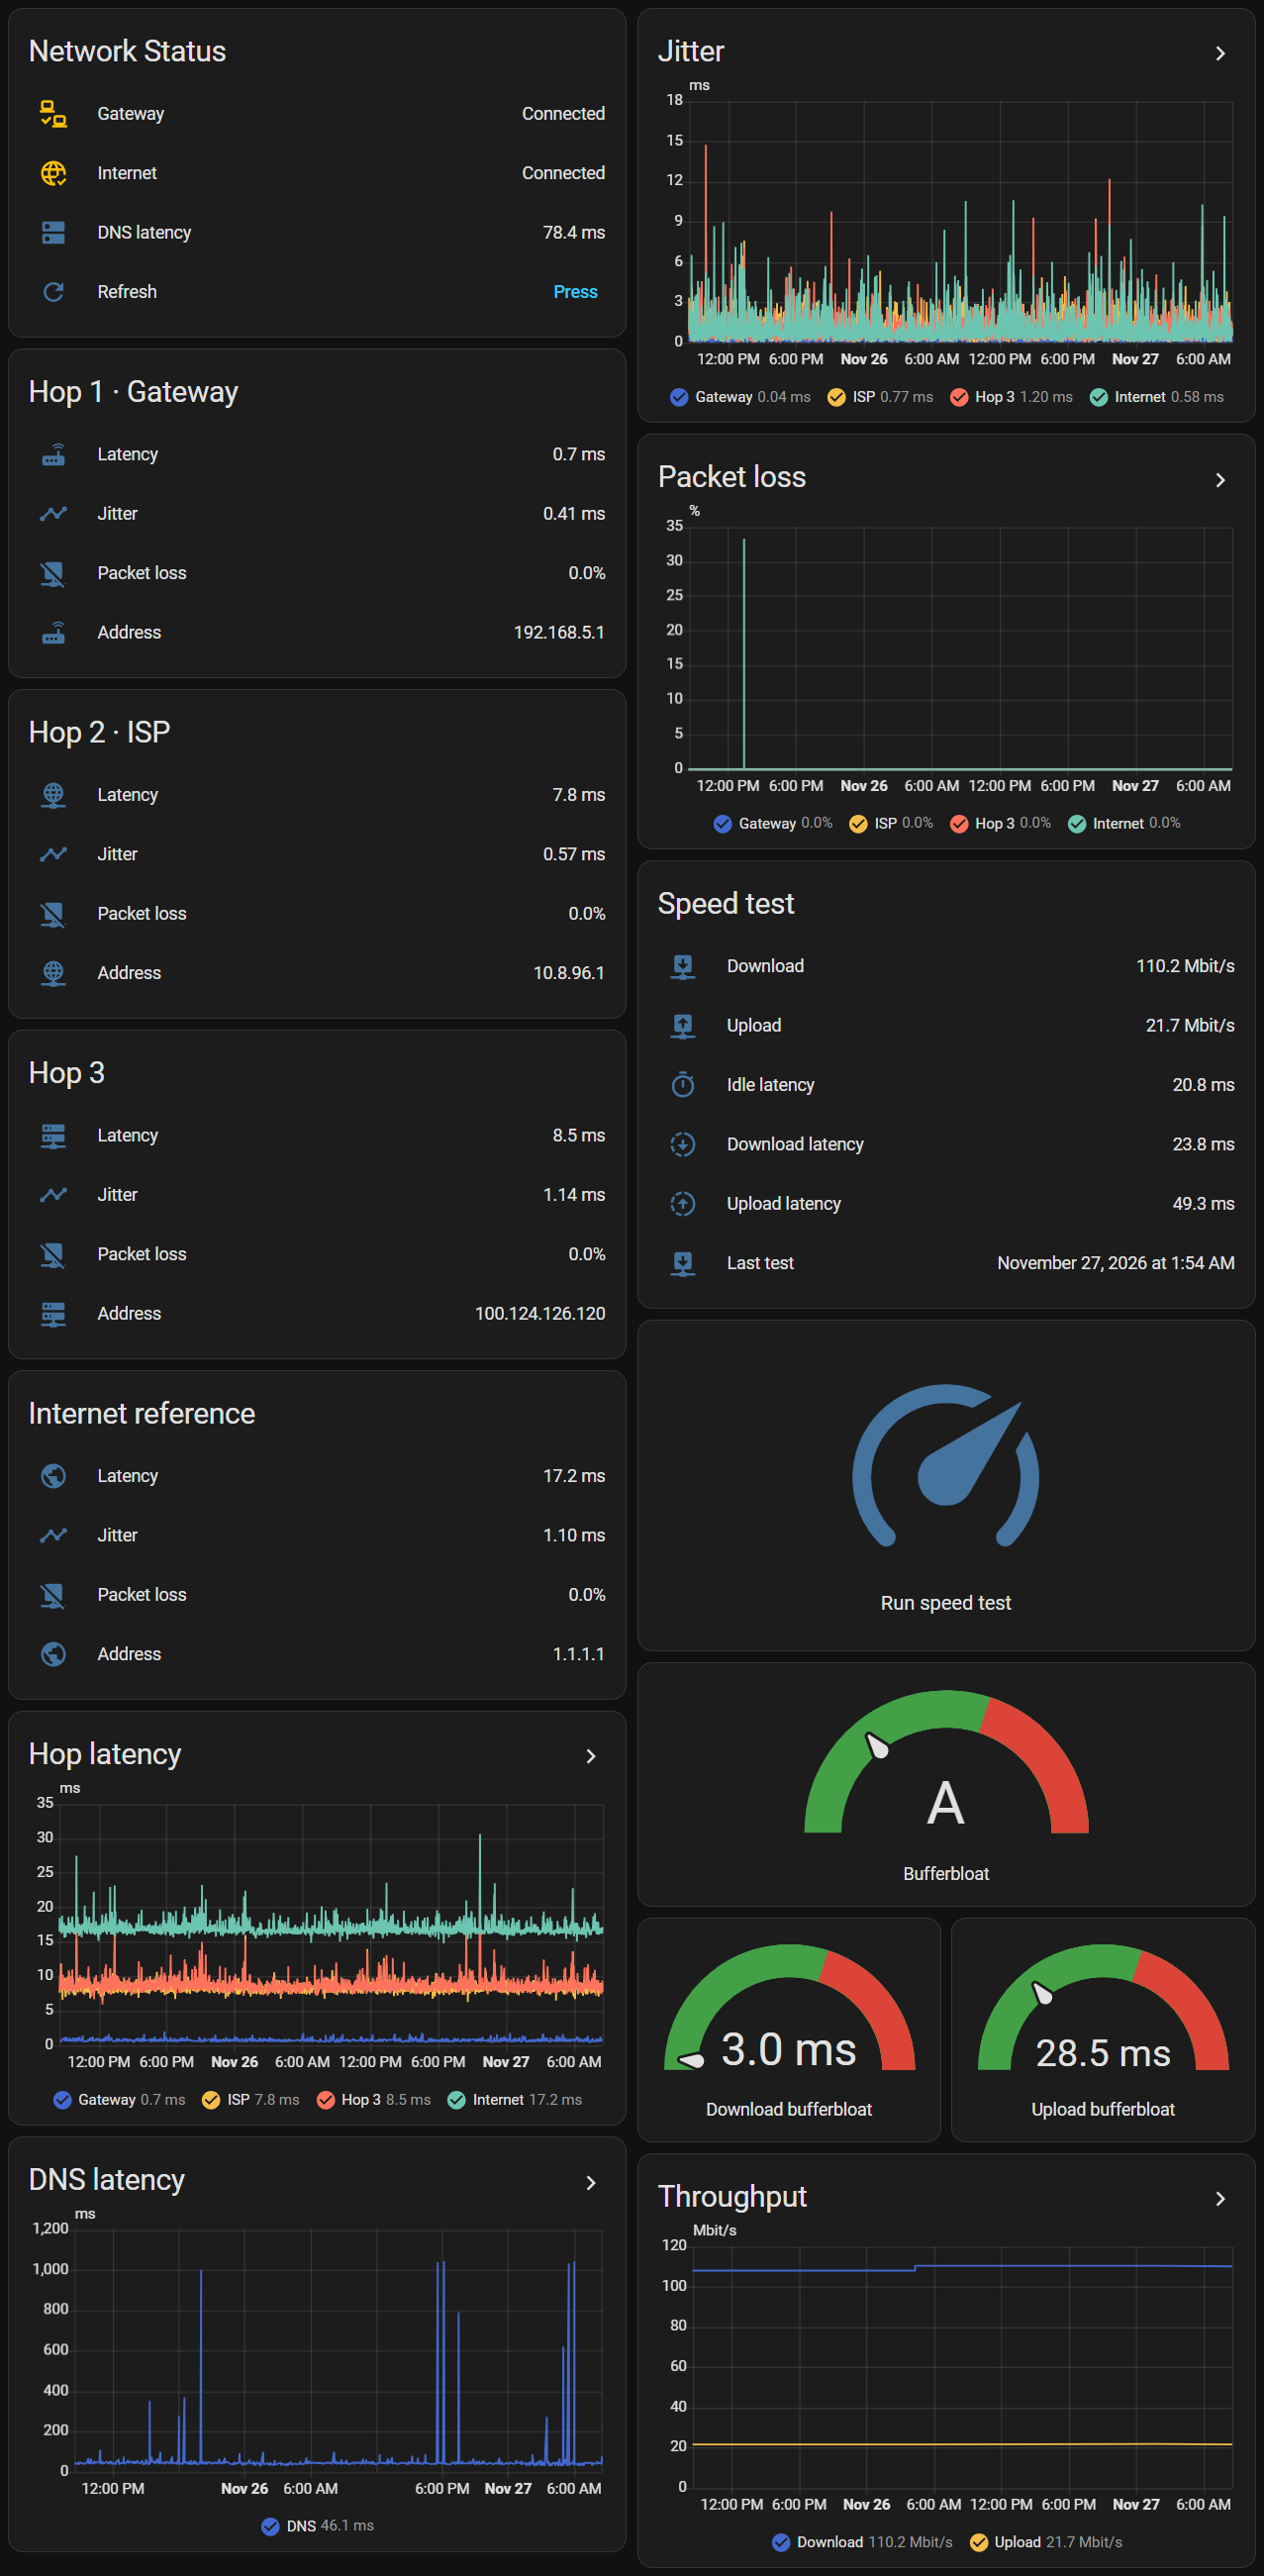 Network Status
Gateway Connected
Internet Connected
DNS latency 78.4 ms
Refresh Press
Hop 1 · Gateway
Latency 0.7 ms
Jitter 0.41 ms
Packet loss 0.0%
Address 192.168.5.1
Hop 2 · ISP
Latency 7.8 ms
Jitter 0.57 ms
Packet loss 0.0%
Address 10.8.96.1
Hop 3
Latency 8.5 ms
Jitter 1.14 ms
Packet loss 0.0%
Address 100.124.126.120
Internet reference
Latency 17.2 ms
Jitter 1.10 ms
Packet loss 0.0%
Address 1.1.1.1
Hop latency
ms
35
30
25
20
15
10
5
0
12:00 PM 6:00 PM Nov 26 6:00 AM 12:00 PM 6:00 PM Nov 27 6:00 AM
Gateway 0.7 ms ISP 7.8 ms Hop 3 8.5 ms Internet 17.2 ms
DNS latency
ms
1,200
1,000
800
600
400
200
0
12:00 PM Nov 26 6:00 AM 6:00 PM Nov 27 6:00 AM
DNS 46.1 ms
Jitter
ms
18
15
12
9
6
3
0
12:00 PM 6:00 PM Nov 26 6:00 AM 12:00 PM 6:00 PM Nov 27 6:00 AM
Gateway 0.04 ms ISP 0.77 ms Hop 3 1.20 ms Internet 0.58 ms
Packet loss
%
35
30
25
20
15
10
5
0
12:00 PM 6:00 PM Nov 26 6:00 AM 12:00 PM 6:00 PM Nov 27 6:00 AM
Gateway 0.0% ISP 0.0% Hop 3 0.0% Internet 0.0%
Speed test
Download 110.2 Mbit/s
Upload 21.7 Mbit/s
Idle latency 20.8 ms
Download latency 23.8 ms
Upload latency 49.3 ms
Last test November 27, 2026 at 1:54 AM
Run speed test
A
Bufferbloat
3.0 ms
Download bufferbloat
28.5 ms
Upload bufferbloat
Throughput
Mbit/s
120
100
80
60
40
20
0
12:00 PM 6:00 PM Nov 26 6:00 AM 12:00 PM 6:00 PM Nov 27 6:00 AM
Download 110.2 Mbit/s Upload 21.7 Mbit/s